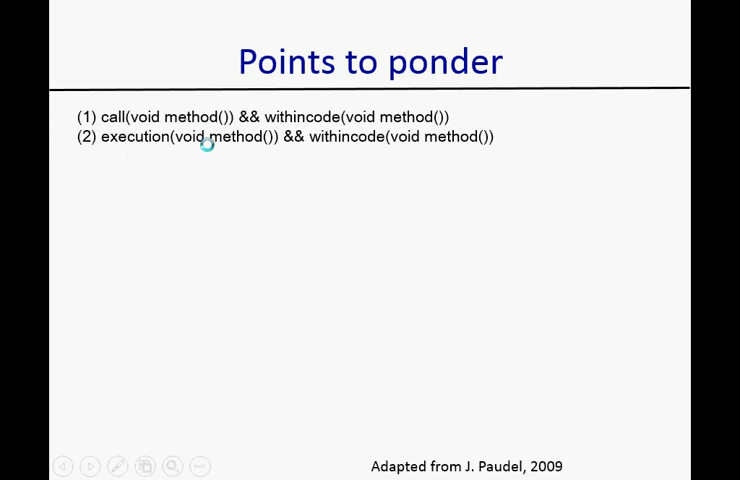 Points to ponder
(1) call(void method()) && withincode(void method())
(2) execution(void method()) && withincode(void method())
Adapted from J. Paudel, 2009